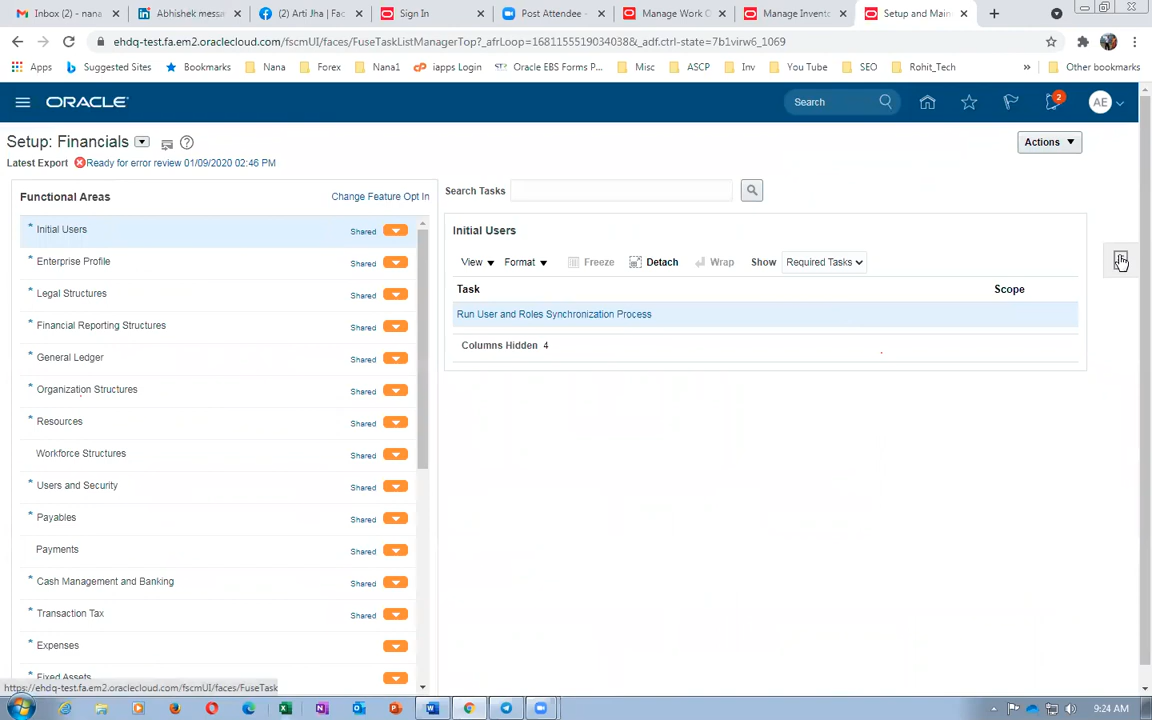 Inbox (2) - nana
Abhishek messa
(2) Arti Jha | Fac
Sign In
Post Attendee -
Manage Work O
Manage Invento
Setup and Main
ehdq-test.fa.em2.oraclecloud.com/fscmUI/faces/FuseTaskListManagerTop?_afrLoop=1681155519034038&_adf.ctrl-state=7b1virw6_1069
Apps
Suggested Sites
Bookmarks
Nana
Forex
Nana1
iapps Login
Oracle EBS Forms P...
Misc
ASCP
Inv
You Tube
SEO
Rohit_Tech
»
Other bookmarks
ORACLE
Search
2
AE
Setup: Financials
Actions
Latest Export Ready for error review 01/09/2020 02:46 PM
Functional Areas
Change Feature Opt In
* Initial Users Shared
* Enterprise Profile Shared
* Legal Structures Shared
* Financial Reporting Structures Shared
* General Ledger Shared
* Organization Structures Shared
* Resources Shared
Workforce Structures Shared
* Users and Security Shared
* Payables Shared
Payments Shared
* Cash Management and Banking Shared
* Transaction Tax Shared
* Expenses
* Fixed Assets
Search Tasks
Initial Users
View Format Freeze Detach Wrap Show Required Tasks
Task Scope
Run User and Roles Synchronization Process
Columns Hidden 4
https://ehdq-test.fa.em2.oraclecloud.com/fscmUI/faces/FuseTask
9:24 AM